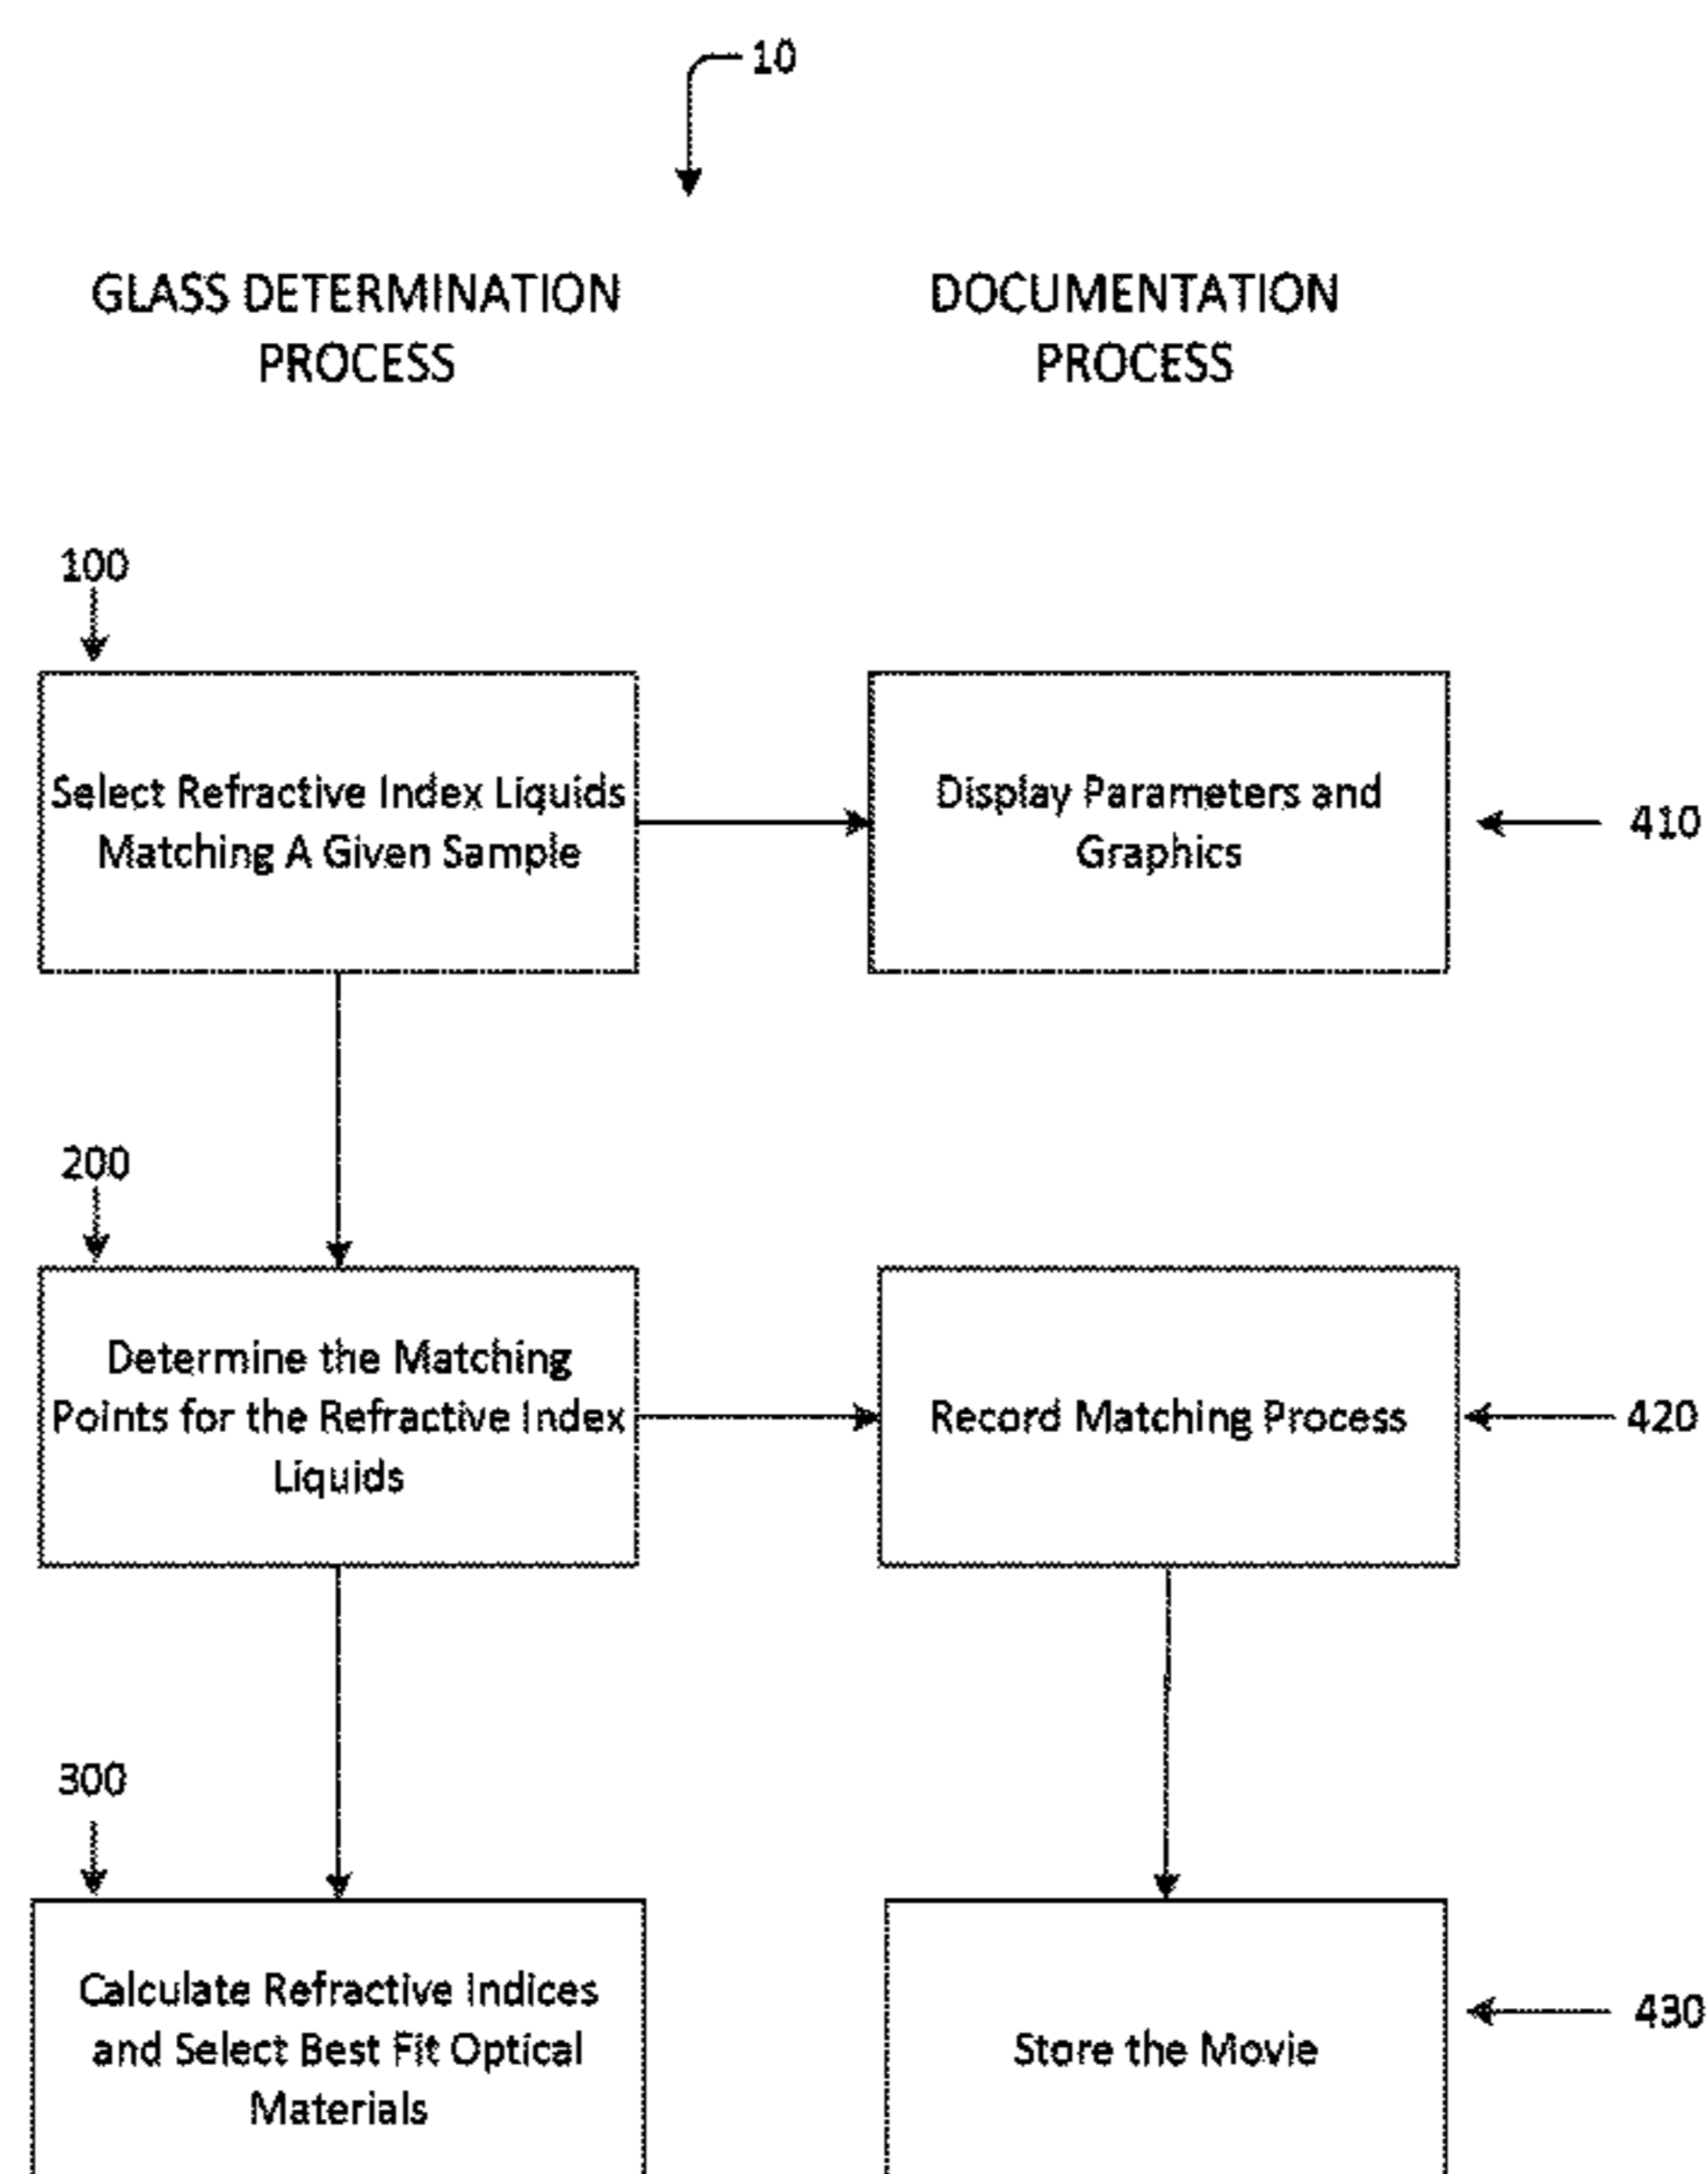 10
GLASS DETERMINATION
PROCESS
DOCUMENTATION
PROCESS
100
Select Refractive Index Liquids
Matching A Given Sample
Display Parameters and
Graphics
410
200
Determine the Matching
Points for the Refractive Index
Liquids
Record Matching Process
420
300
Calculate Refractive Indices
and Select Best Fit Optical
Materials
Store the Movie
430